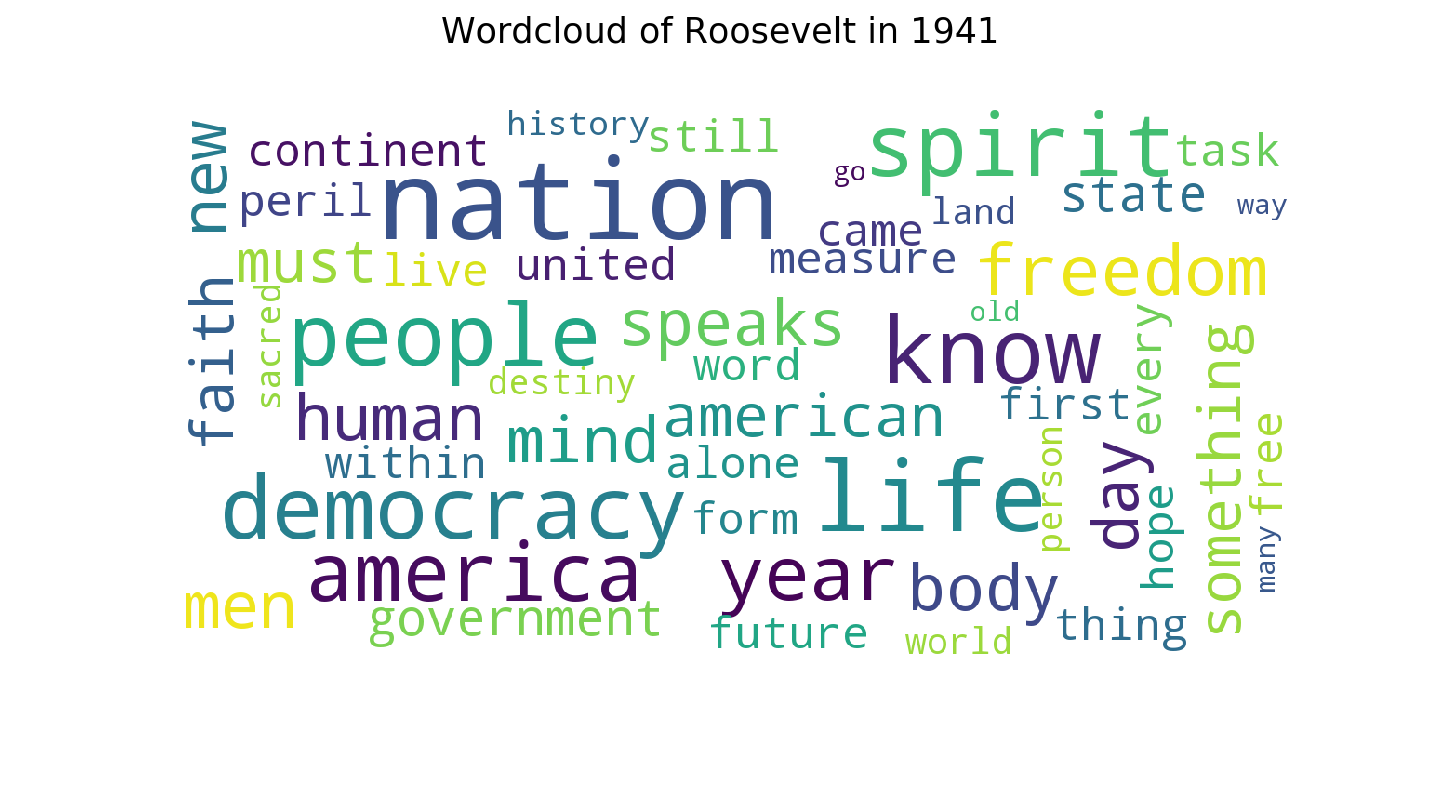 Wordcloud of Roosevelt in 1941
new
continent
history
still
spirit
task
go
peril
nation
state
way
land
came
must
live
united
measure
freedom
faith
sacred
people
speaks
old
know
every
something
word
destiny
human
mind
american
first
within
alone
free
person
day
democracy
form
life
hope
many
america
year
body
men
government
future
world
thing